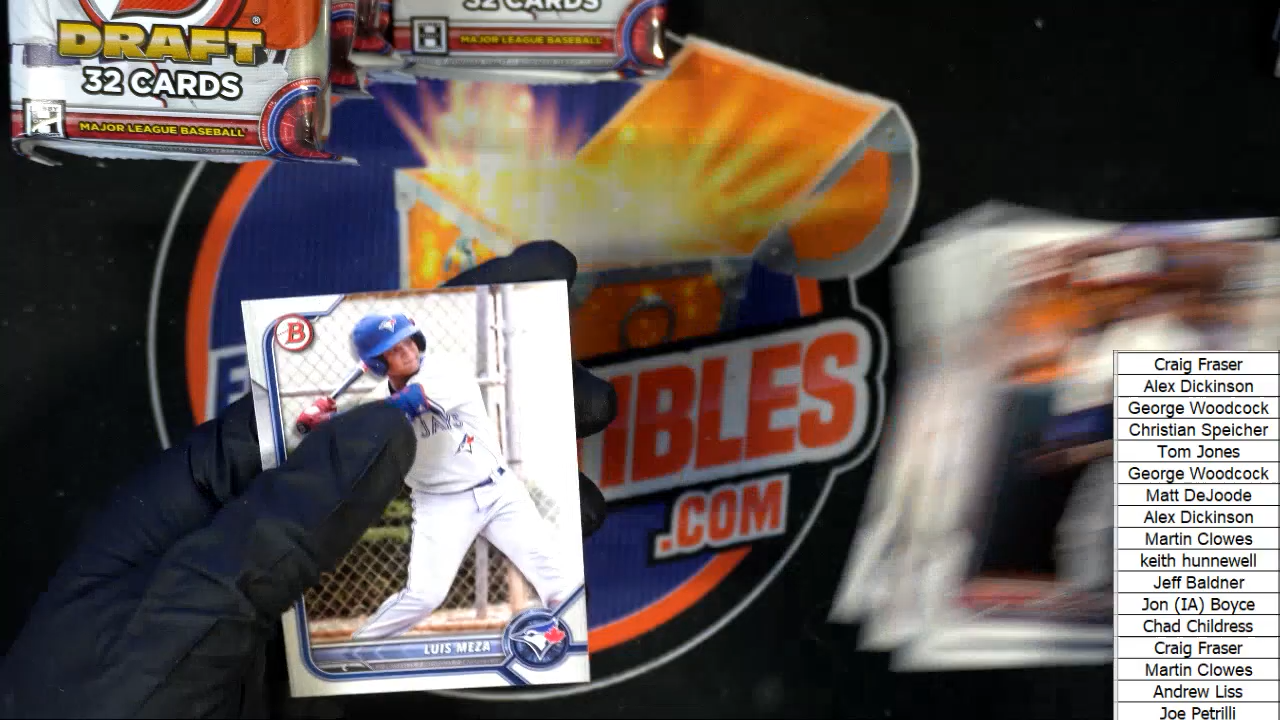 DRAFT
®
32 CARDS
MAJOR LEAGUE BASEBALL
32 CARDS
MAJOR LEAGUE BASEBALL
B
JAYS
LUIS MEZA
IBLES
.COM
Craig Fraser
Alex Dickinson
George Woodcock
Christian Speicher
Tom Jones
George Woodcock
Matt DeJoode
Alex Dickinson
Martin Clowes
keith hunnewell
Jeff Baldner
Jon (IA) Boyce
Chad Childress
Craig Fraser
Martin Clowes
Andrew Liss
Joe Petrilli